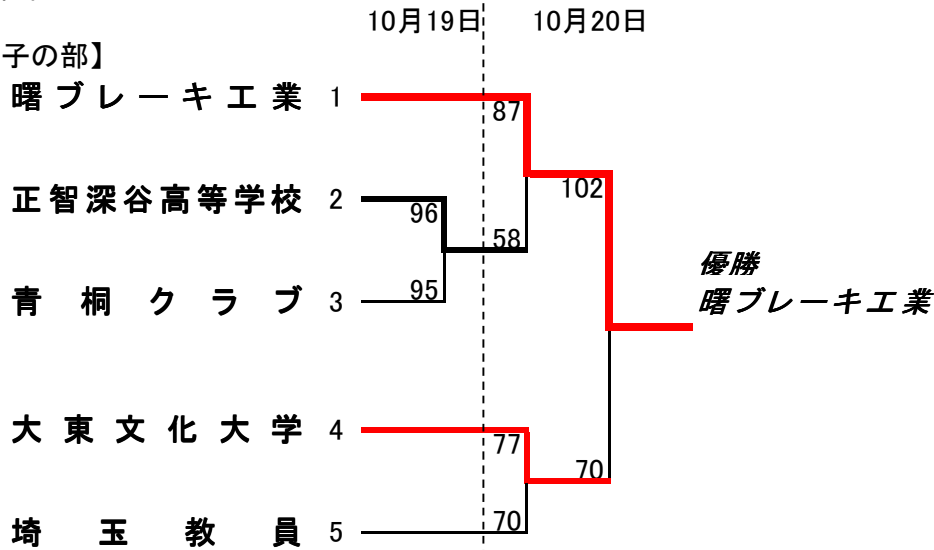 10月19日 10月20日
子の部】
曙ブレーキ工業 1
87
102
正智深谷高等学校 2
96
58
優勝
曙ブレーキ工業
青桐クラブ 3
95
大東文化大学 4
77
70
埼玉教員 5
70